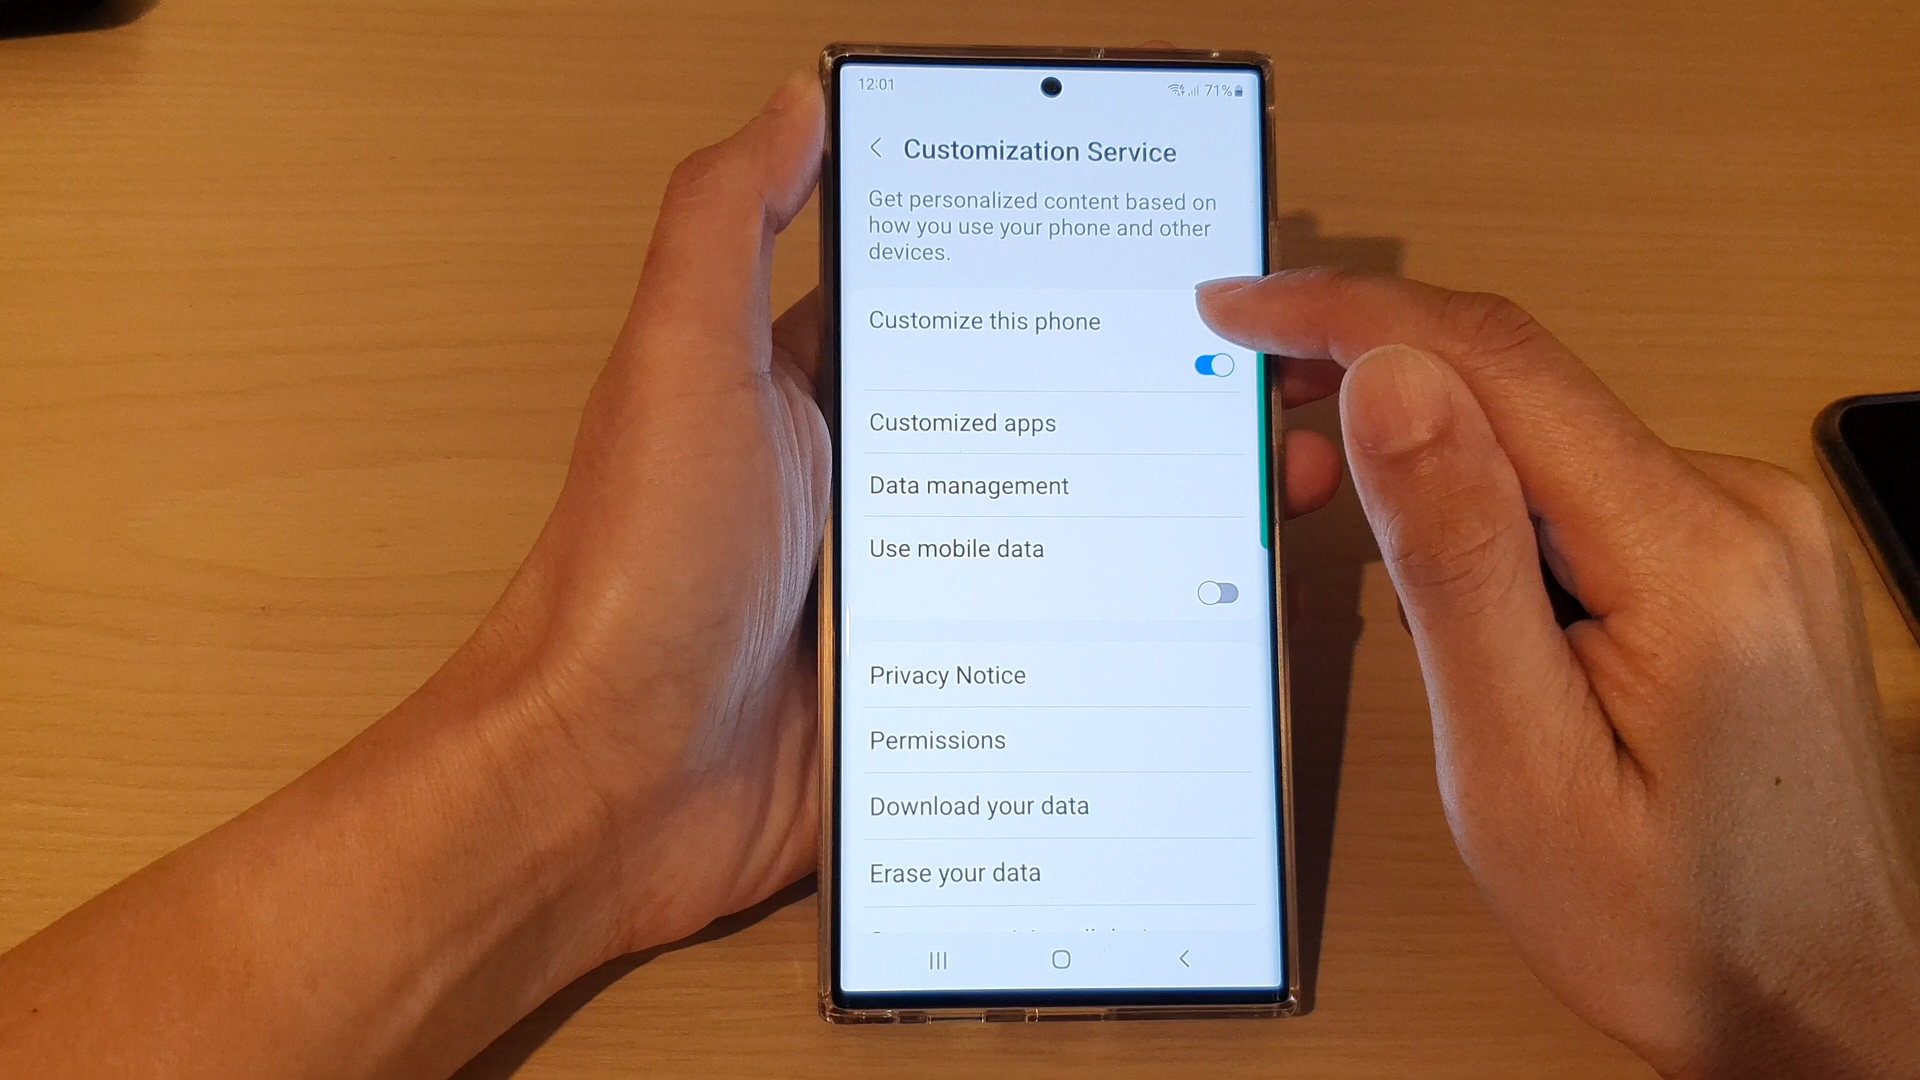 12:01
71%
Customization Service
Get personalized content based on
how you use your phone and other
devices.
Customize this phone
Customized apps
Data management
Use mobile data
Privacy Notice
Permissions
Download your data
Erase your data